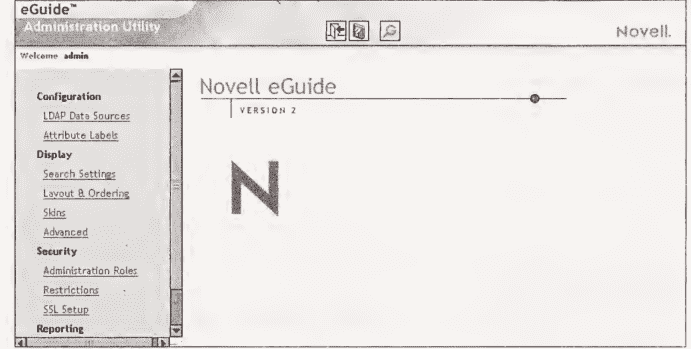 eGuide™
Administration Utility
Novell.
Welcome admin
Configuration
LDAP Data Sources
Attribute Labels
Display
Search Settings
Layout & Ordering
Skins
Advanced
Security
Administration Roles
Restrictions
SSL Setup
Reporting
Novell eGuide
VERSION 2
N